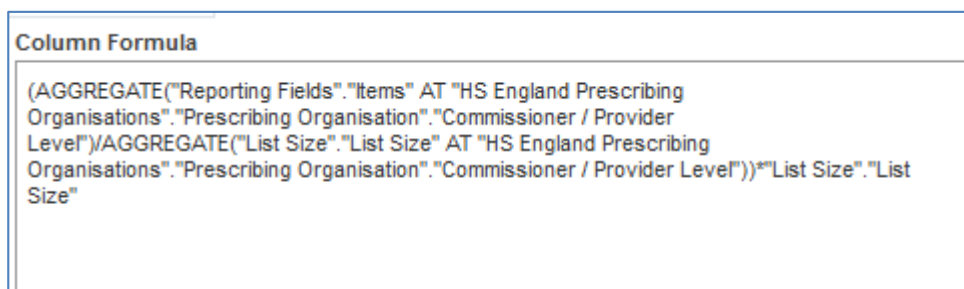 Column Formula
(AGGREGATE("Reporting Fields"."Items" AT "HS England Prescribing
Organisations"."Prescribing Organisation"."Commissioner / Provider
Level")/AGGREGATE("List Size"."List Size" AT "HS England Prescribing
Organisations"."Prescribing Organisation"."Commissioner / Provider Level"))*"List Size"."List
Size"